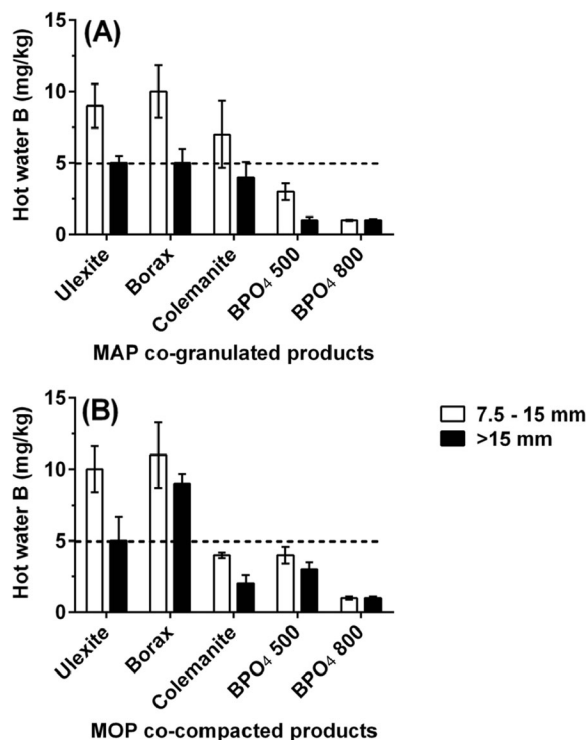 (A)
Hot water B (mg/kg)
15
10
5
0
Ulexite
Borax
Colemanite
BPO₄ 500
BPO₄ 800
MAP co-granulated products
(B)
Hot water B (mg/kg)
15
10
5
0
Ulexite
Borax
Colemanite
BPO₄ 500
BPO₄ 800
MOP co-compacted products
7.5 - 15 mm
>15 mm